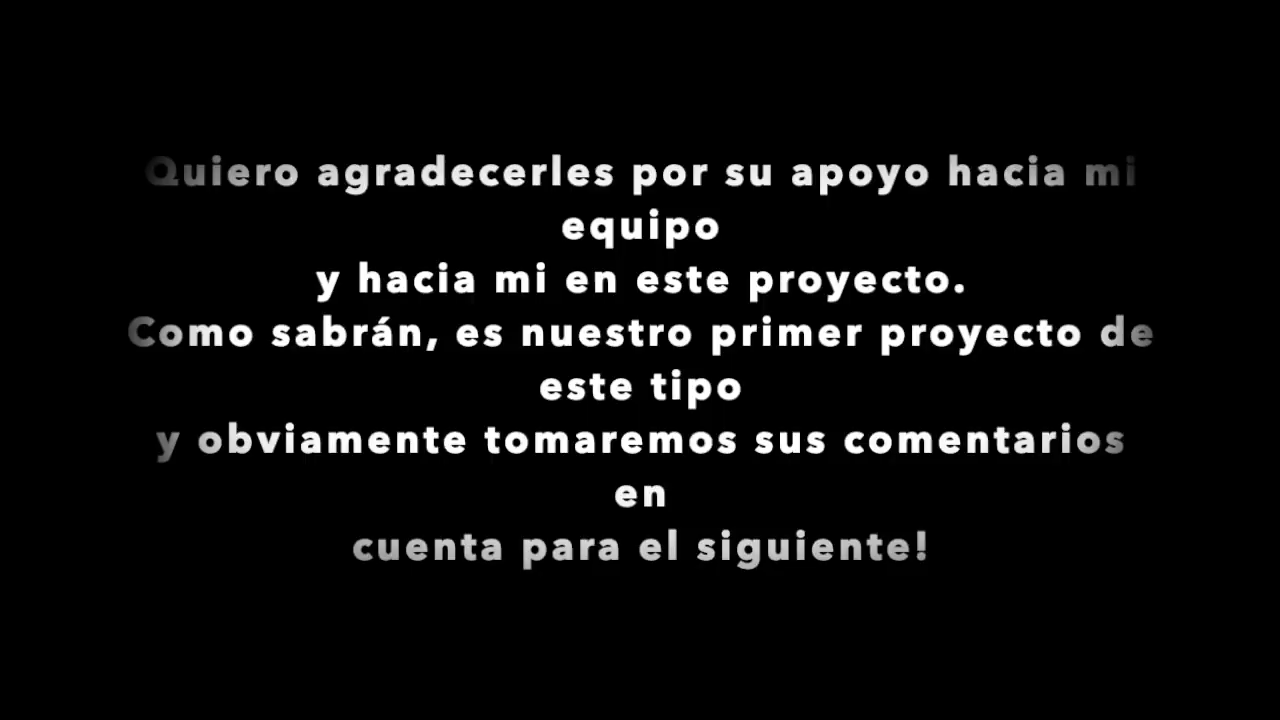 Quiero agradecerles por su apoyo hacia mi
equipo
y hacia mi en este proyecto.
Como sabrán, es nuestro primer proyecto de
este tipo
y obviamente tomaremos sus comentarios
en
cuenta para el siguiente!